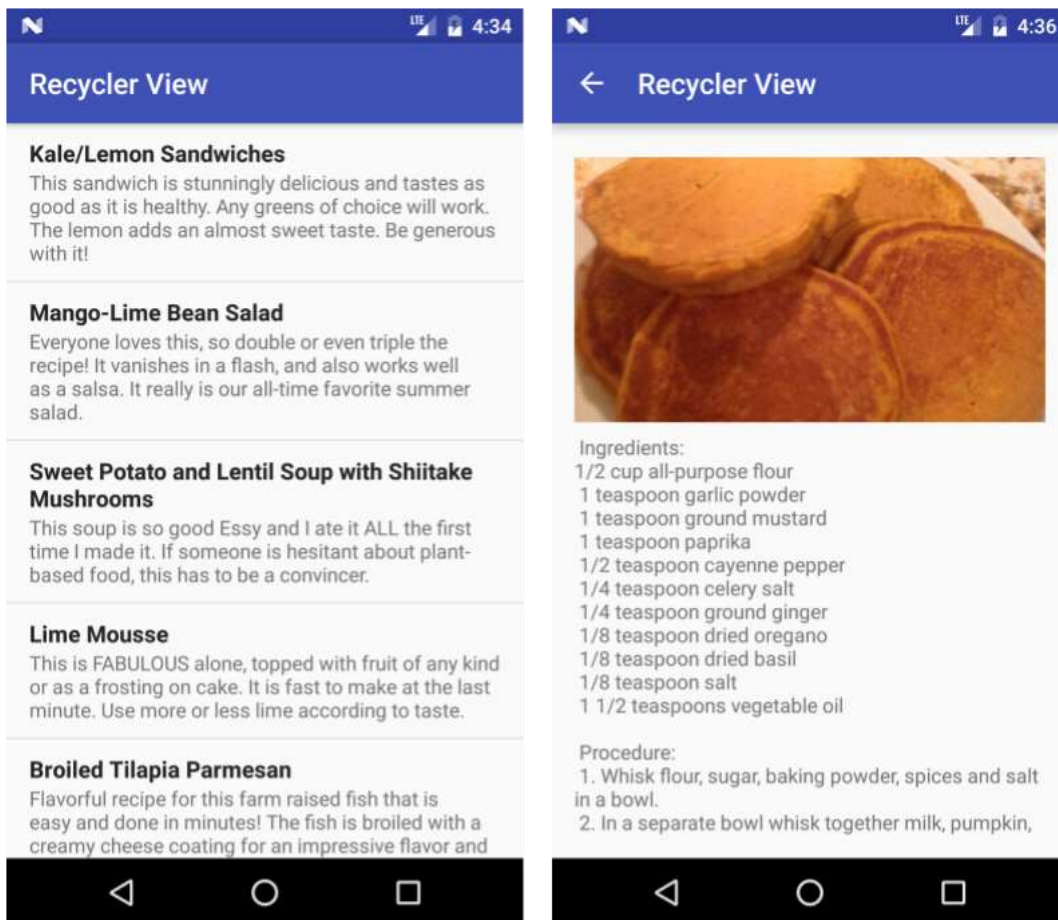 LTE 4:34
Recycler View
Kale/Lemon Sandwiches
This sandwich is stunningly delicious and tastes as
good as it is healthy. Any greens of choice will work.
The lemon adds an almost sweet taste. Be generous
with it!
Mango-Lime Bean Salad
Everyone loves this, so double or even triple the
recipe! It vanishes in a flash, and also works well
as a salsa. It really is our all-time favorite summer
salad.
Sweet Potato and Lentil Soup with Shiitake
Mushrooms
This soup is so good Essy and I ate it ALL the first
time I made it. If someone is hesitant about plant-
based food, this has to be a convincer.
Lime Mousse
This is FABULOUS alone, topped with fruit of any kind
or as a frosting on cake. It is fast to make at the last
minute. Use more or less lime according to taste.
Broiled Tilapia Parmesan
Flavorful recipe for this farm raised fish that is
easy and done in minutes! The fish is broiled with a
creamy cheese coating for an impressive flavor and
LTE 4:36
Recycler View
Ingredients:
1/2 cup all-purpose flour
1 teaspoon garlic powder
1 teaspoon ground mustard
1 teaspoon paprika
1/2 teaspoon cayenne pepper
1/4 teaspoon celery salt
1/4 teaspoon ground ginger
1/8 teaspoon dried oregano
1/8 teaspoon dried basil
1/8 teaspoon salt
1 1/2 teaspoons vegetable oil
Procedure:
1. Whisk flour, sugar, baking powder, spices and salt
in a bowl.
2. In a separate bowl whisk together milk, pumpkin,